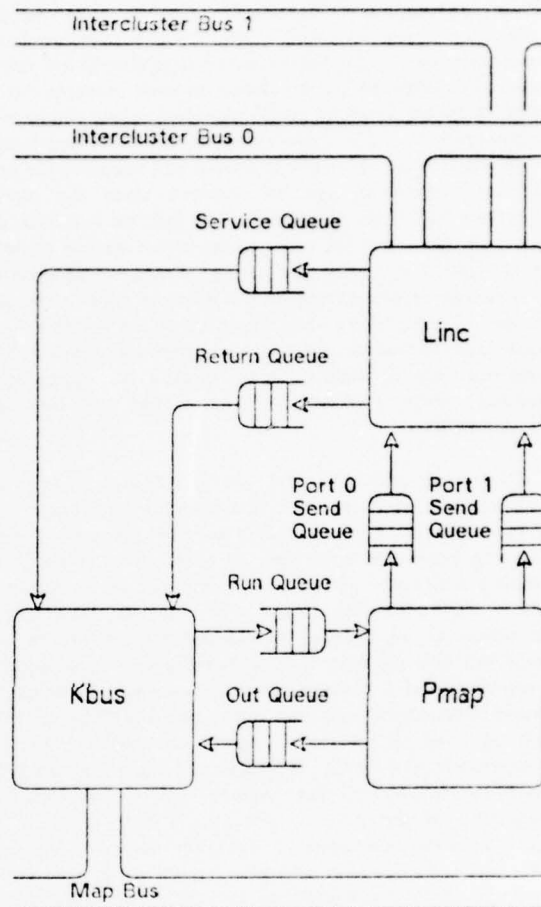 Intercluster Bus 1
Intercluster Bus 0
Service Queue
Linc
Return Queue
Port 0
Send
Queue
Port 1
Send
Queue
Run Queue
Kbus
Pmap
Out Queue
Map Bus